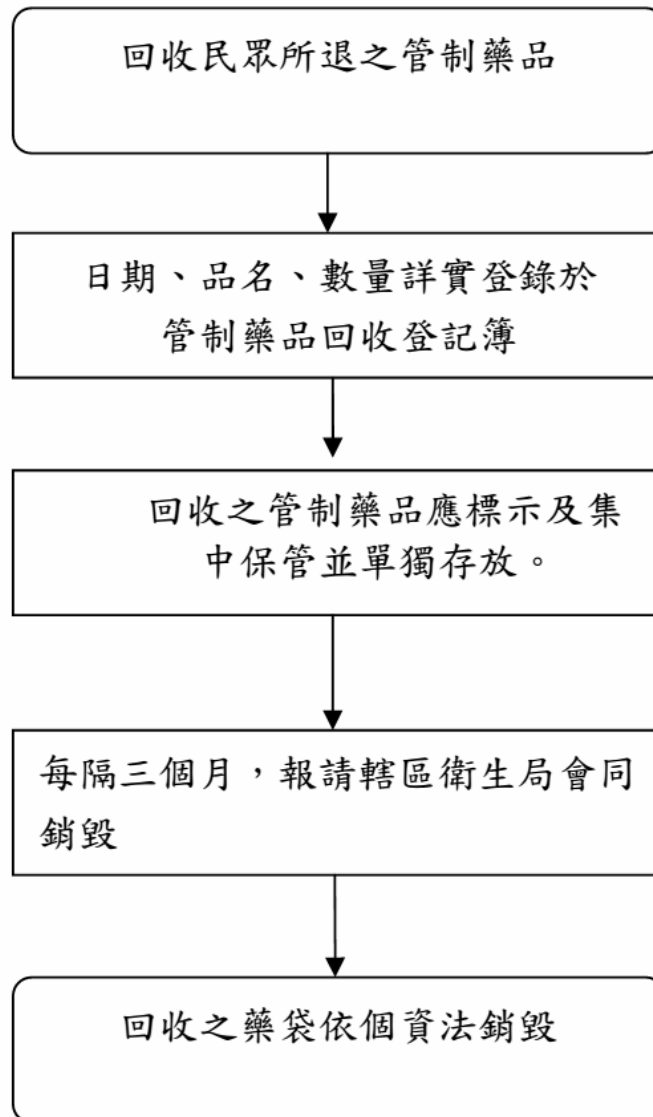 回收民眾所退之管制藥品
日期、品名、數量詳實登錄於
管制藥品回收登記簿
回收之管制藥品應標示及集
中保管並單獨存放。
每隔三個月，報請轄區衛生局會同
銷毀
回收之藥袋依個資法銷毀